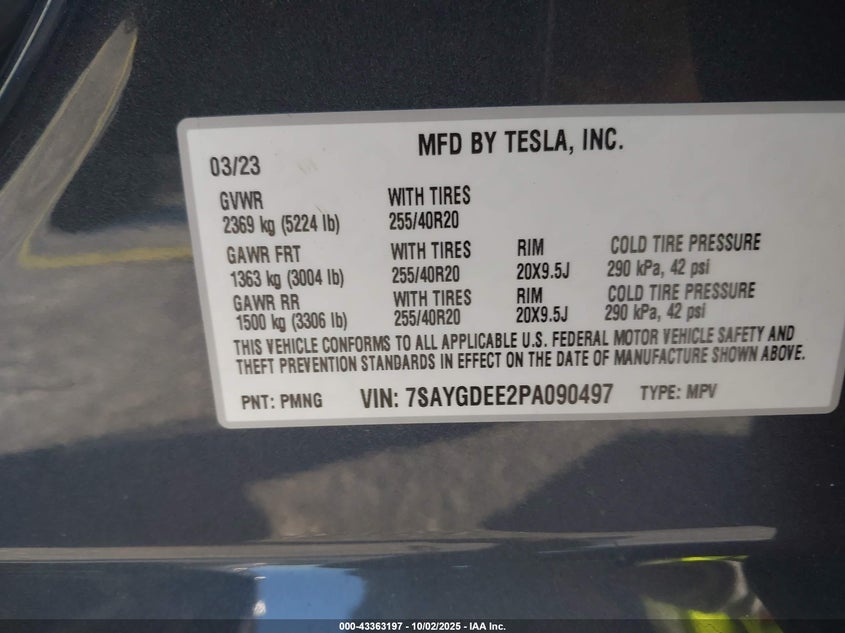 MFD BY TESLA, INC.
03/23
GVWR WITH TIRES
2369 kg (5224 lb) 255/40R20
GAWR FRT WITH TIRES RIM COLD TIRE PRESSURE
1363 kg (3004 lb) 255/40R20 20X9.5J 290 kPa, 42 psi
GAWR RR WITH TIRES RIM COLD TIRE PRESSURE
1500 kg (3306 lb) 255/40R20 20X9.5J 290 kPa, 42 psi
THIS VEHICLE CONFORMS TO ALL APPLICABLE U.S. FEDERAL MOTOR VEHICLE SAFETY AND
THEFT PREVENTION STANDARDS IN EFFECT ON THE DATE OF MANUFACTURE SHOWN ABOVE.
PNT: PMNG VIN: 7SAYGDEE2PA090497 TYPE: MPV
000-43363197 - 10/02/2025 - IAA Inc.